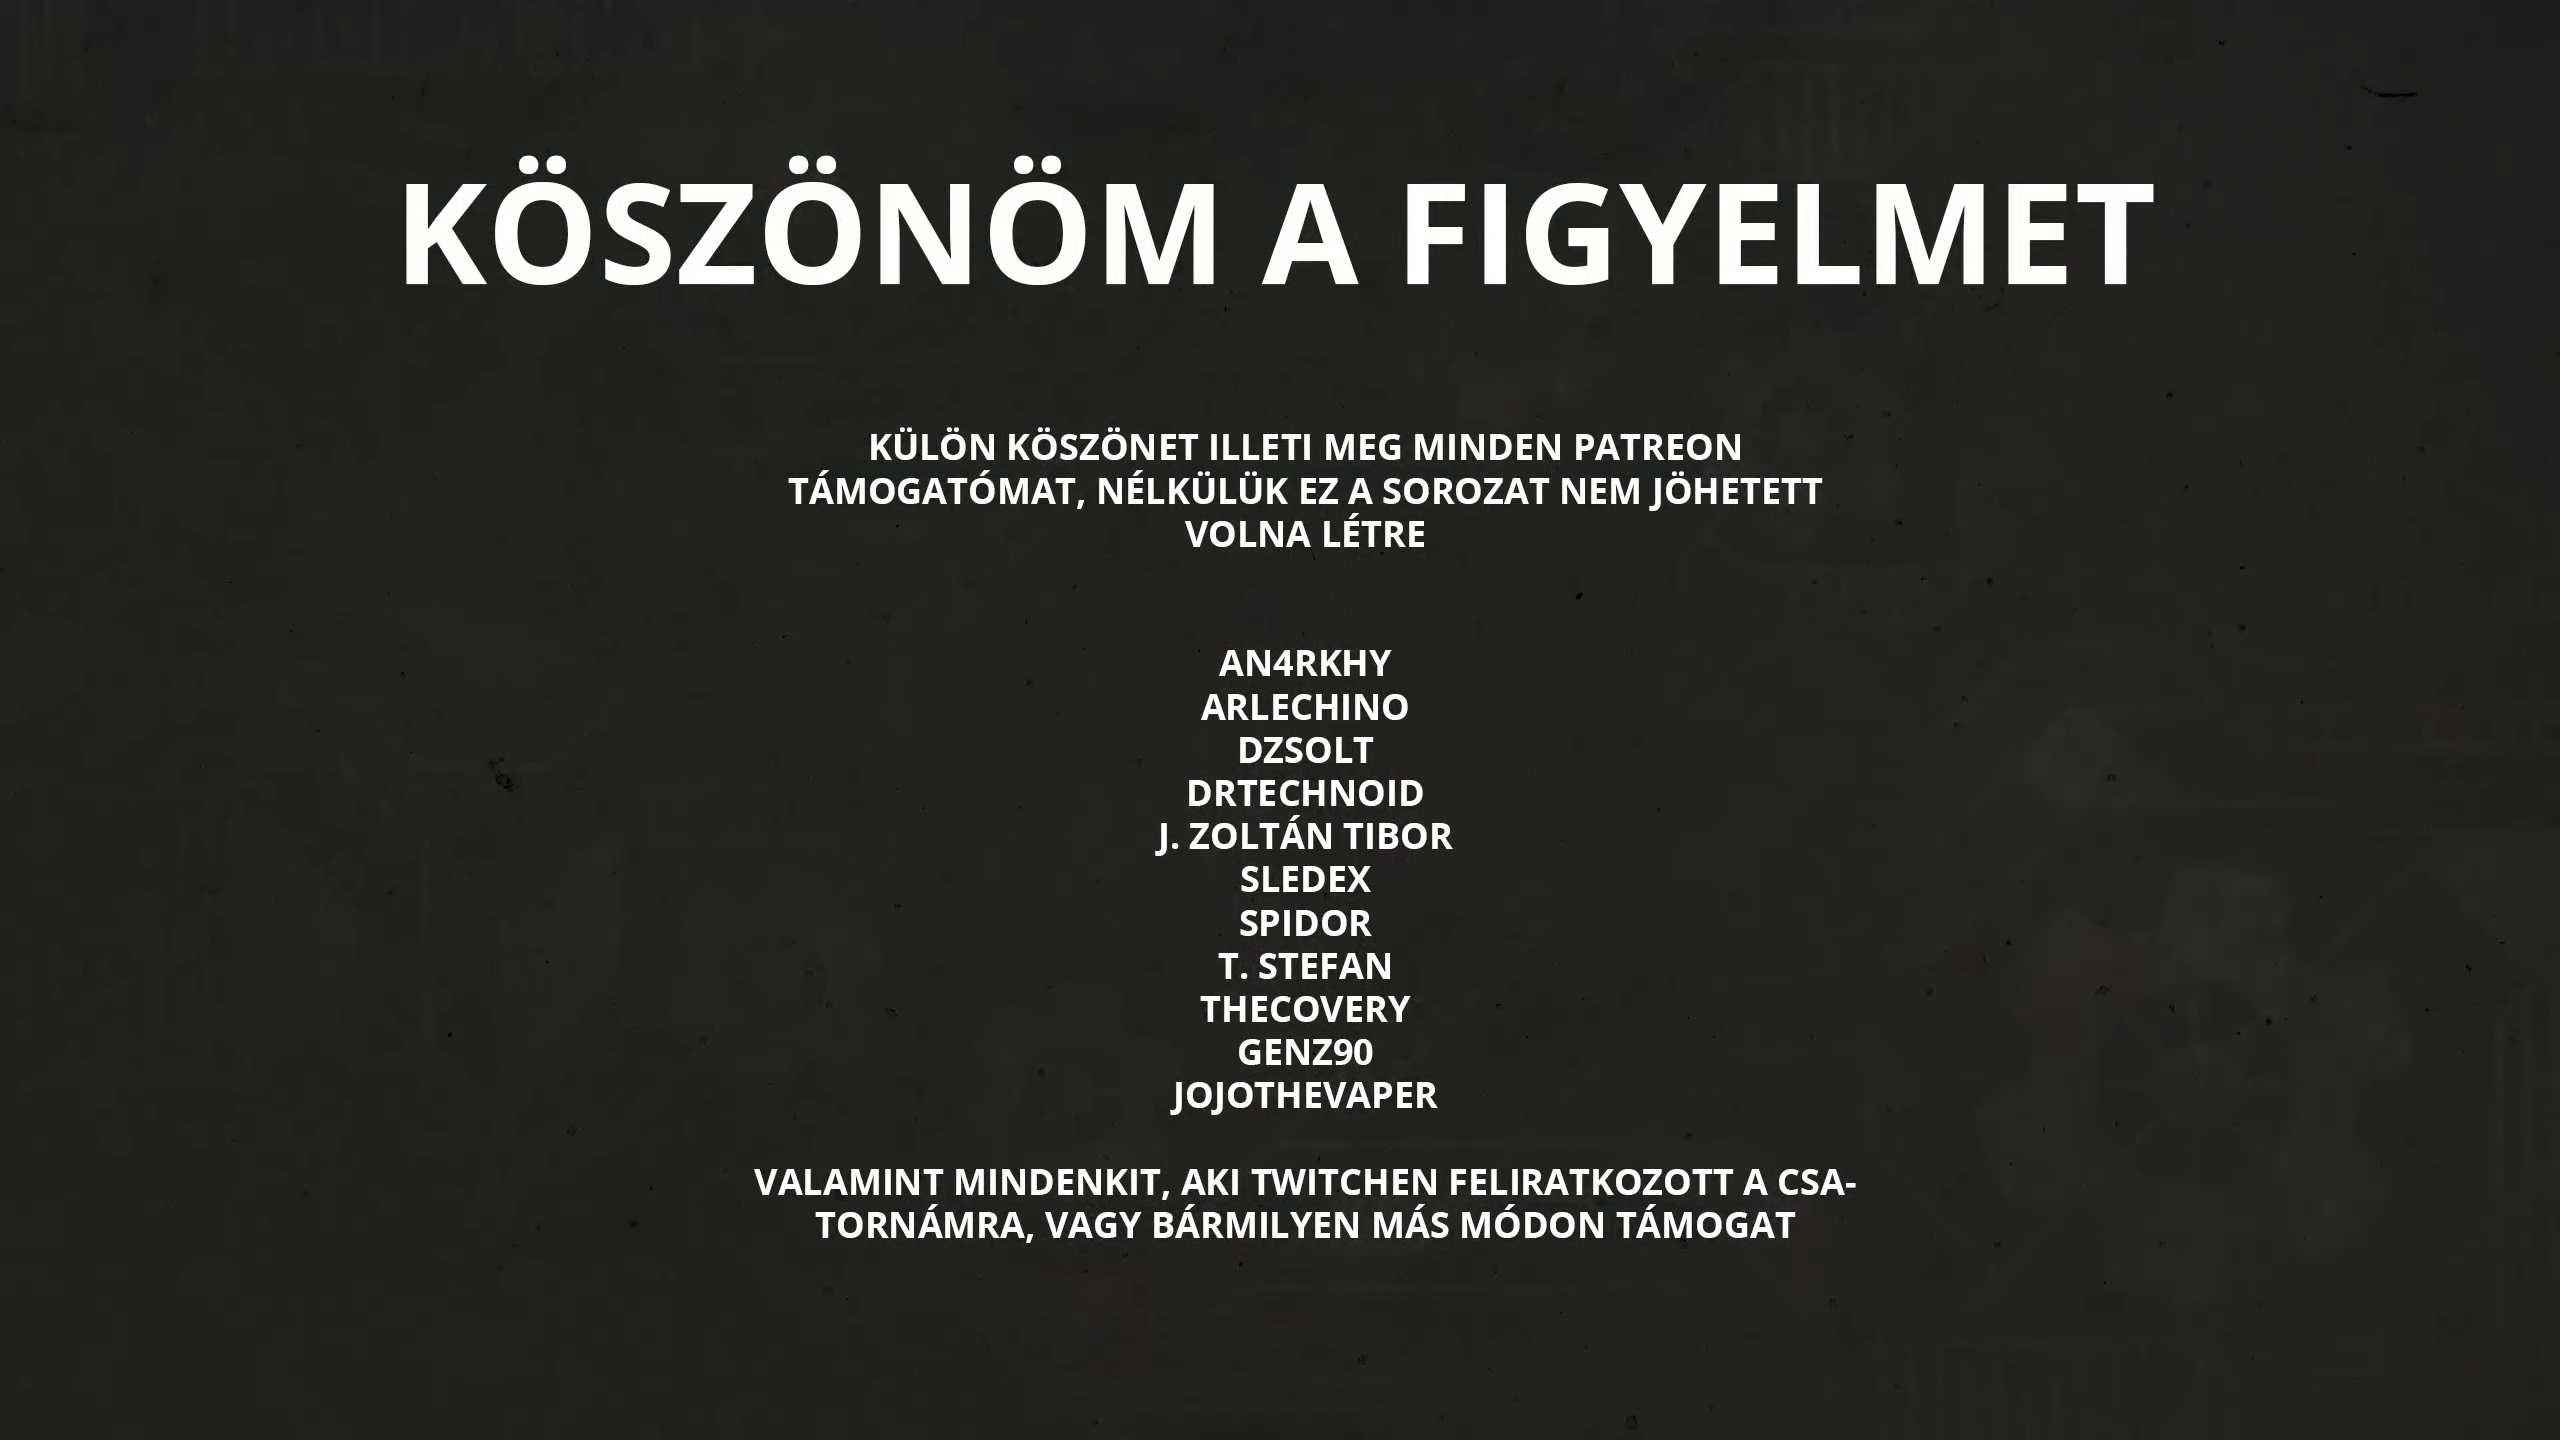 KÖSZÖNÖM A FIGYELMET
KÜLÖN KÖSZÖNET ILLETI MEG MINDEN PATREON
TÁMOGATÓMAT, NÉLKÜLÜK EZ A SOROZAT NEM JÖHETETT
VOLNA LÉTRE
AN4RKHY
ARLECHINO
DZSOLT
DRTECHNOID
J. ZOLTÁN TIBOR
SLEDEX
SPIDOR
T. STEFAN
THECOVERY
GENZ90
JOJOTHEVAPER
VALAMINT MINDENKIT, AKI TWITCHEN FELIRATKOZOTT A CSA-
TORNÁMRA, VAGY BÁRMILYEN MÁS MÓDON TÁMOGAT